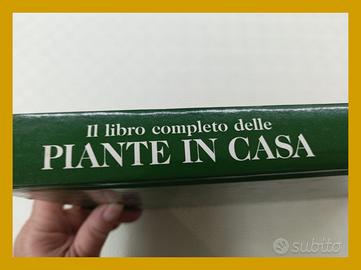 Il libro completo delle
PIANTE IN CASA
subito